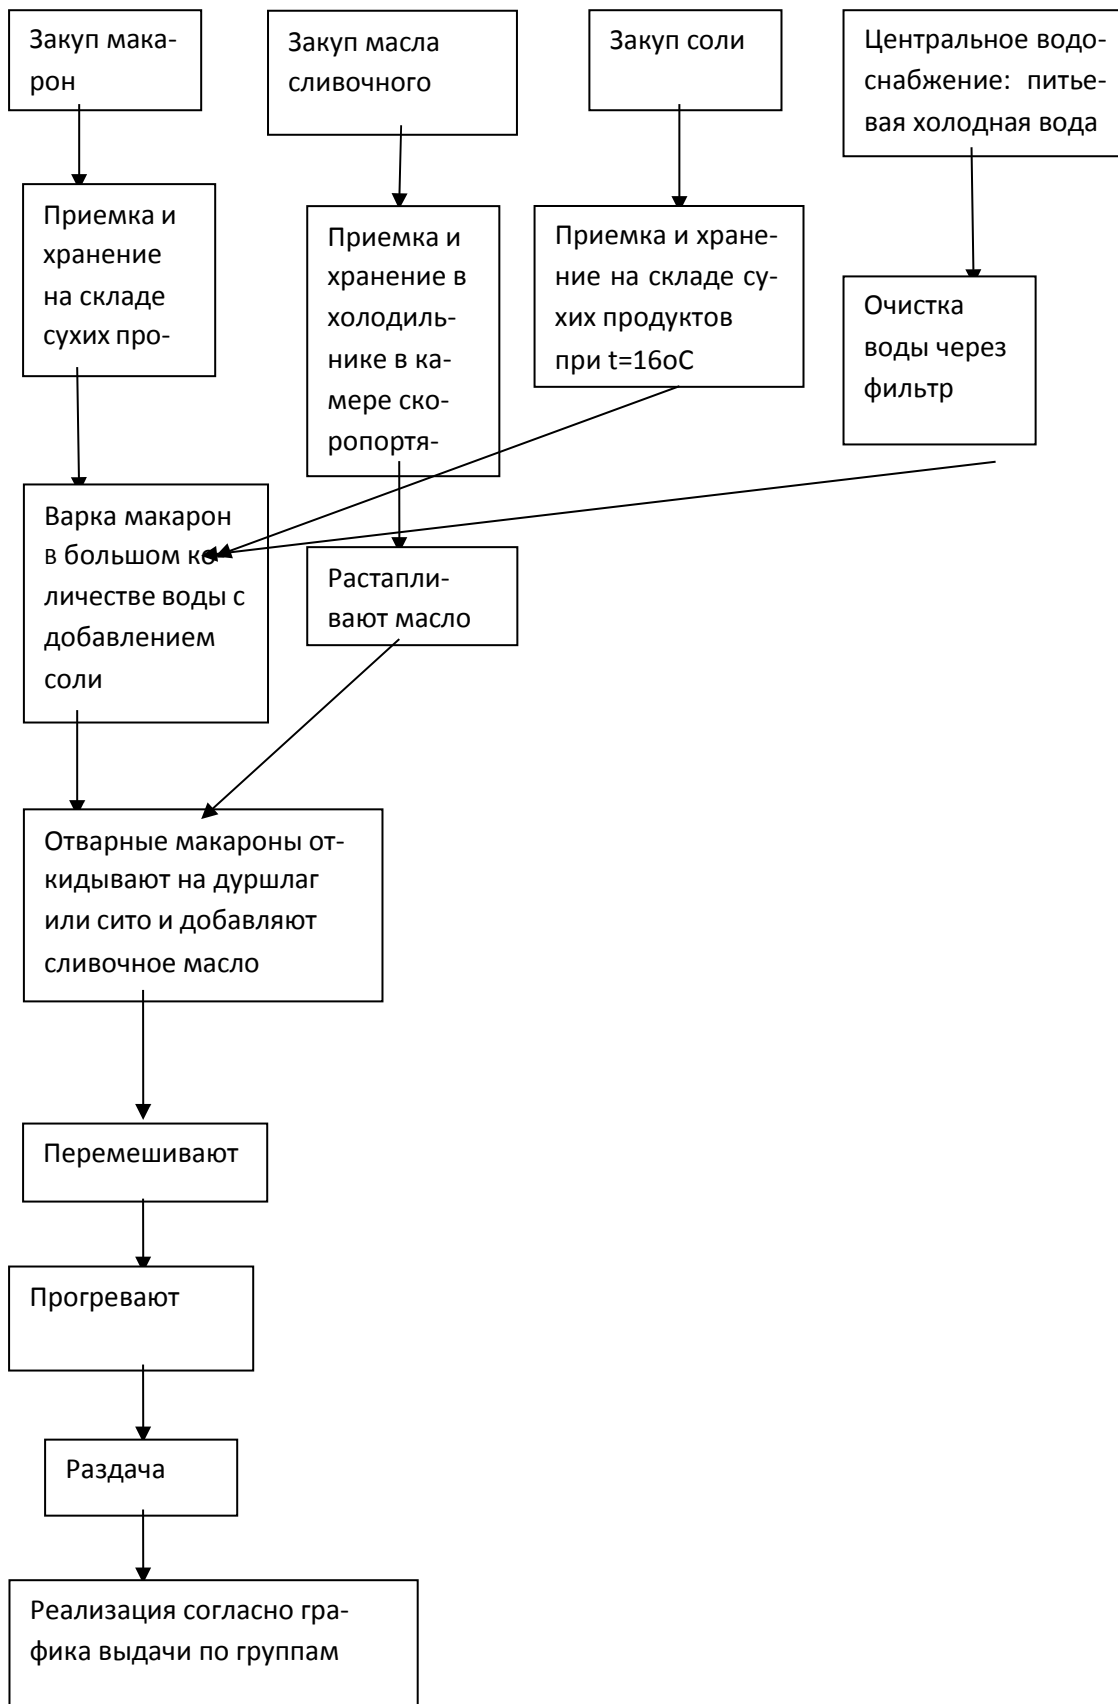 Закуп мака-
рон
Закуп масла
сливочного
Закуп соли
Центральное водо-
снабжение: питье-
вая холодная вода
Приемка и
хранение
на складе
сухих про-
Приемка и
хранение в
холодиль-
нике в ка-
мере ско-
ропортя-
Приемка и хране-
ние на складе су-
хих продуктов
при t=16оС
Очистка
воды через
фильтр
Варка макарон
в большом ко-
личестве воды с
добавлением
соли
Растапли-
вают масло
Отварные макароны от-
кидывают на дуршлаг
или сито и добавляют
сливочное масло
Перемешивают
Прогревают
Раздача
Реализация согласно гра-
фика выдачи по группам